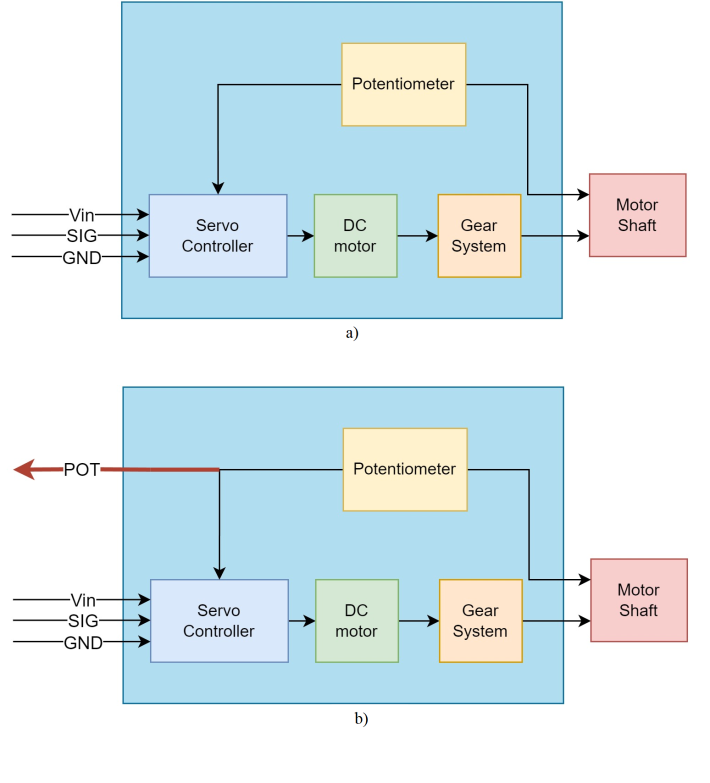 Potentiometer
Motor
Shaft
Vin
SIG
GND
Servo
Controller
DC
motor
Gear
System
a)
POT
Potentiometer
Motor
Shaft
Vin
SIG
GND
Servo
Controller
DC
motor
Gear
System
b)